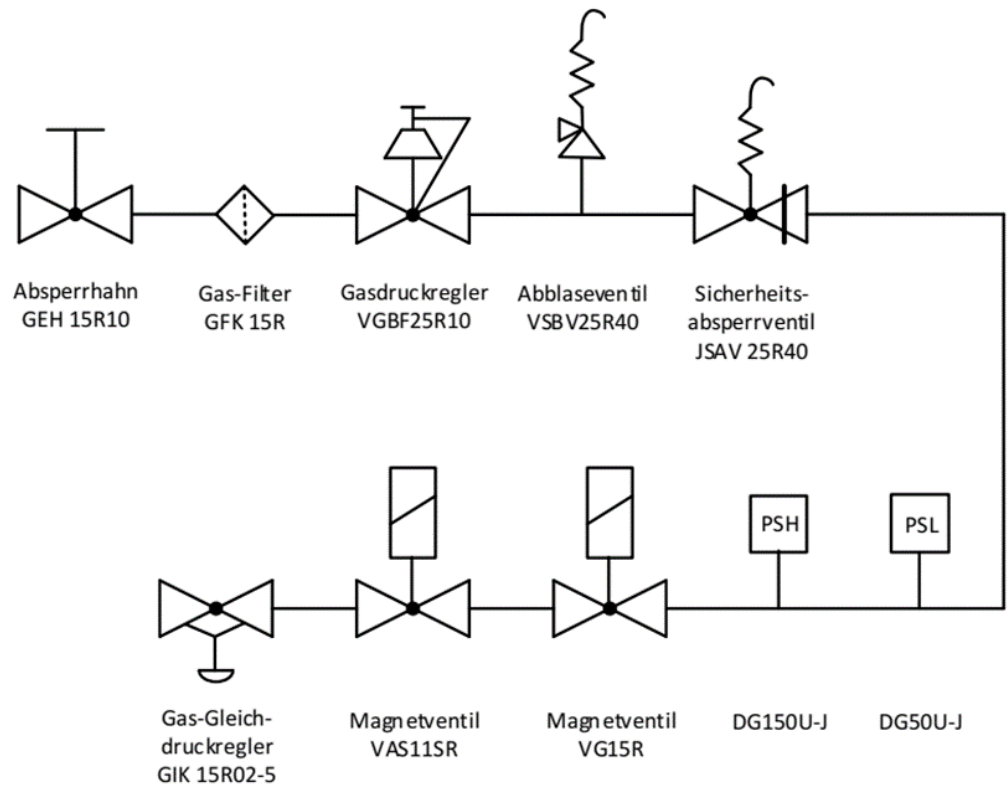 Absperrhahn
GEH 15R10
Gas-Filter
GFK 15R
Gasdruckregler
VGBF25R10
Abblaseventil
VSBV25R40
Sicherheits-
absperrventil
JSAV 25R40
PSH
PSL
Gas-Gleich-
druckregler
GIK 15R02-5
Magnetventil
VAS11SR
Magnetventil
VG15R
DG150U-J
DG50U-J